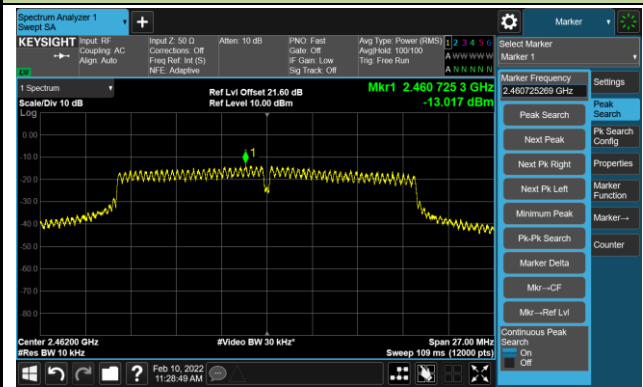 Spectrum Analyzer 1
Swept SA
Marker
KEYSIGHT
Input: RF
Coupling: AC
Align: Auto
Input Z: 50 Ω
Corrections: Off
Freq Ref: Int (S)
NFE: Adaptive
Atten: 10 dB
PNO: Fast
Gate: Off
IF Gain: Low
Sig Track: Off
Avg Type: Power (RMS)
Avg|Hold: 100/100
Trig: Free Run
1 2 3 4 5 6
A W W W W W
A N N N N N
Select Marker
Marker 1
1 Spectrum
Scale/Div 10 dB
Log
Ref Lvl Offset 21.60 dB
Ref Level 10.00 dBm
Mkr1 2.460 725 3 GHz
-13.017 dBm
0.00
-10.0
-20.0
-30.0
-40.0
-50.0
-60.0
-70.0
-80.0
1
Center 2.46200 GHz
#Res BW 10 kHz
#Video BW 30 kHz*
Span 27.00 MHz
Sweep 109 ms (12000 pts)
Marker Frequency
2.460725269 GHz
Peak Search
Next Peak
Next Pk Right
Next Pk Left
Minimum Peak
Pk-Pk Search
Marker Delta
Mkr→CF
Mkr→Ref Lvl
Continuous Peak
Search
On
Off
Settings
Peak
Search
Pk Search
Config
Properties
Marker
Function
Marker→
Counter
Feb 10, 2022
11:28:49 AM